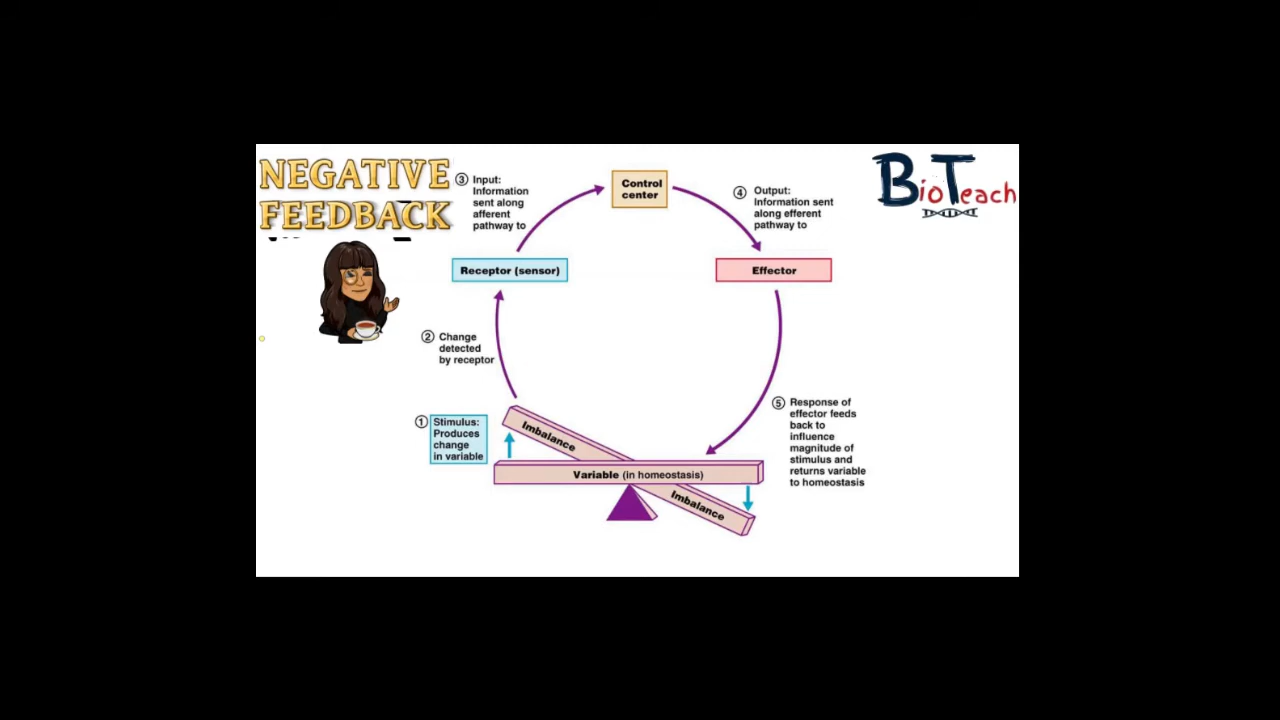 NEGATIVE
FEEDBACK
BioTeach
③ Input:
Information
sent along
afferent
pathway to
Control
center
④ Output:
Information sent
along efferent
pathway to
Receptor (sensor)
Effector
② Change
detected
by receptor
① Stimulus:
Produces
change
in variable
⑤ Response of
effector feeds
back to
influence
magnitude of
stimulus and
returns variable
to homeostasis
Imbalance
Variable (in homeostasis)
Imbalance